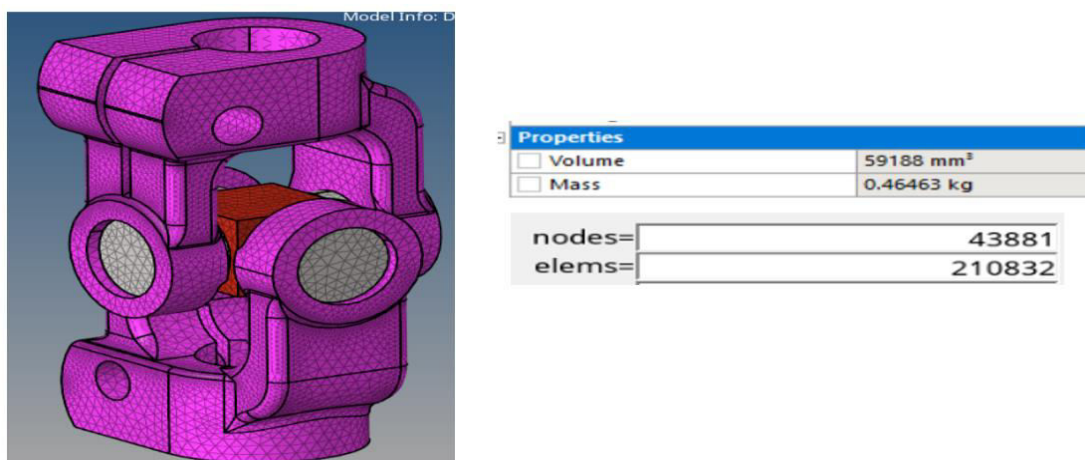 Model Info: D
Properties
Volume 59188 mm³
Mass 0.46463 kg
nodes= 43881
elems= 210832